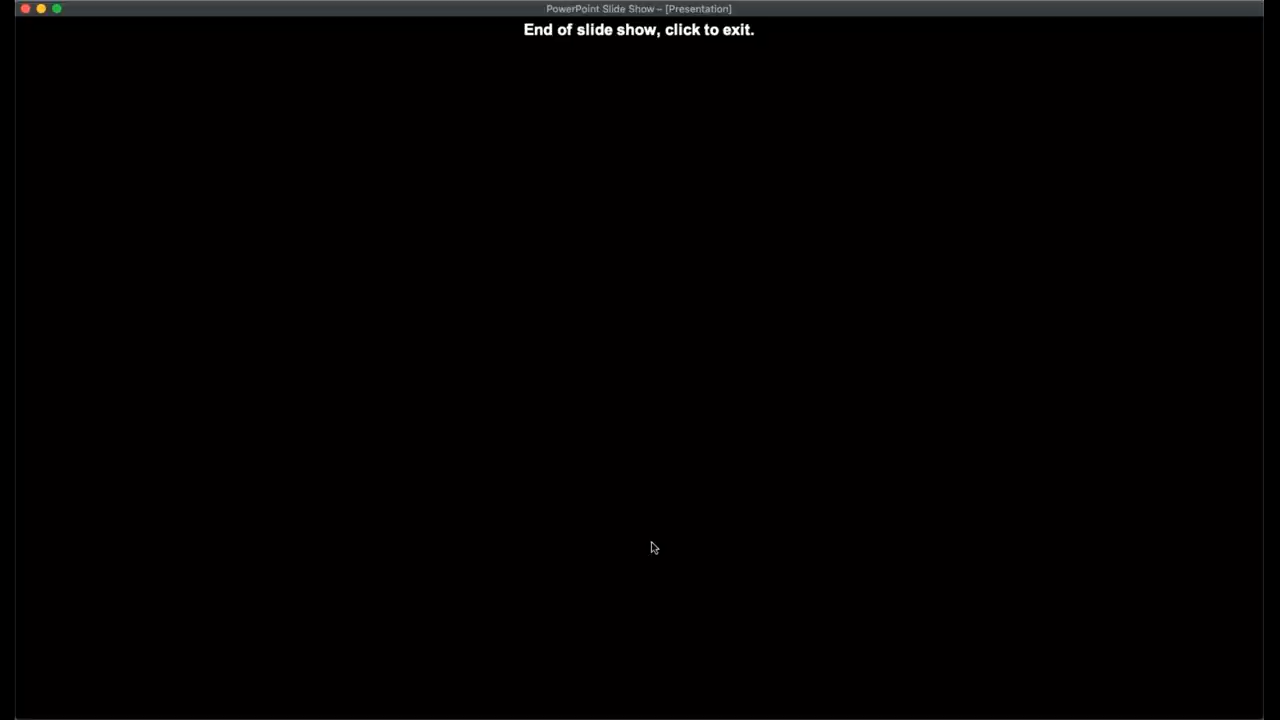 PowerPoint Slide Show – [Presentation]
End of slide show, click to exit.